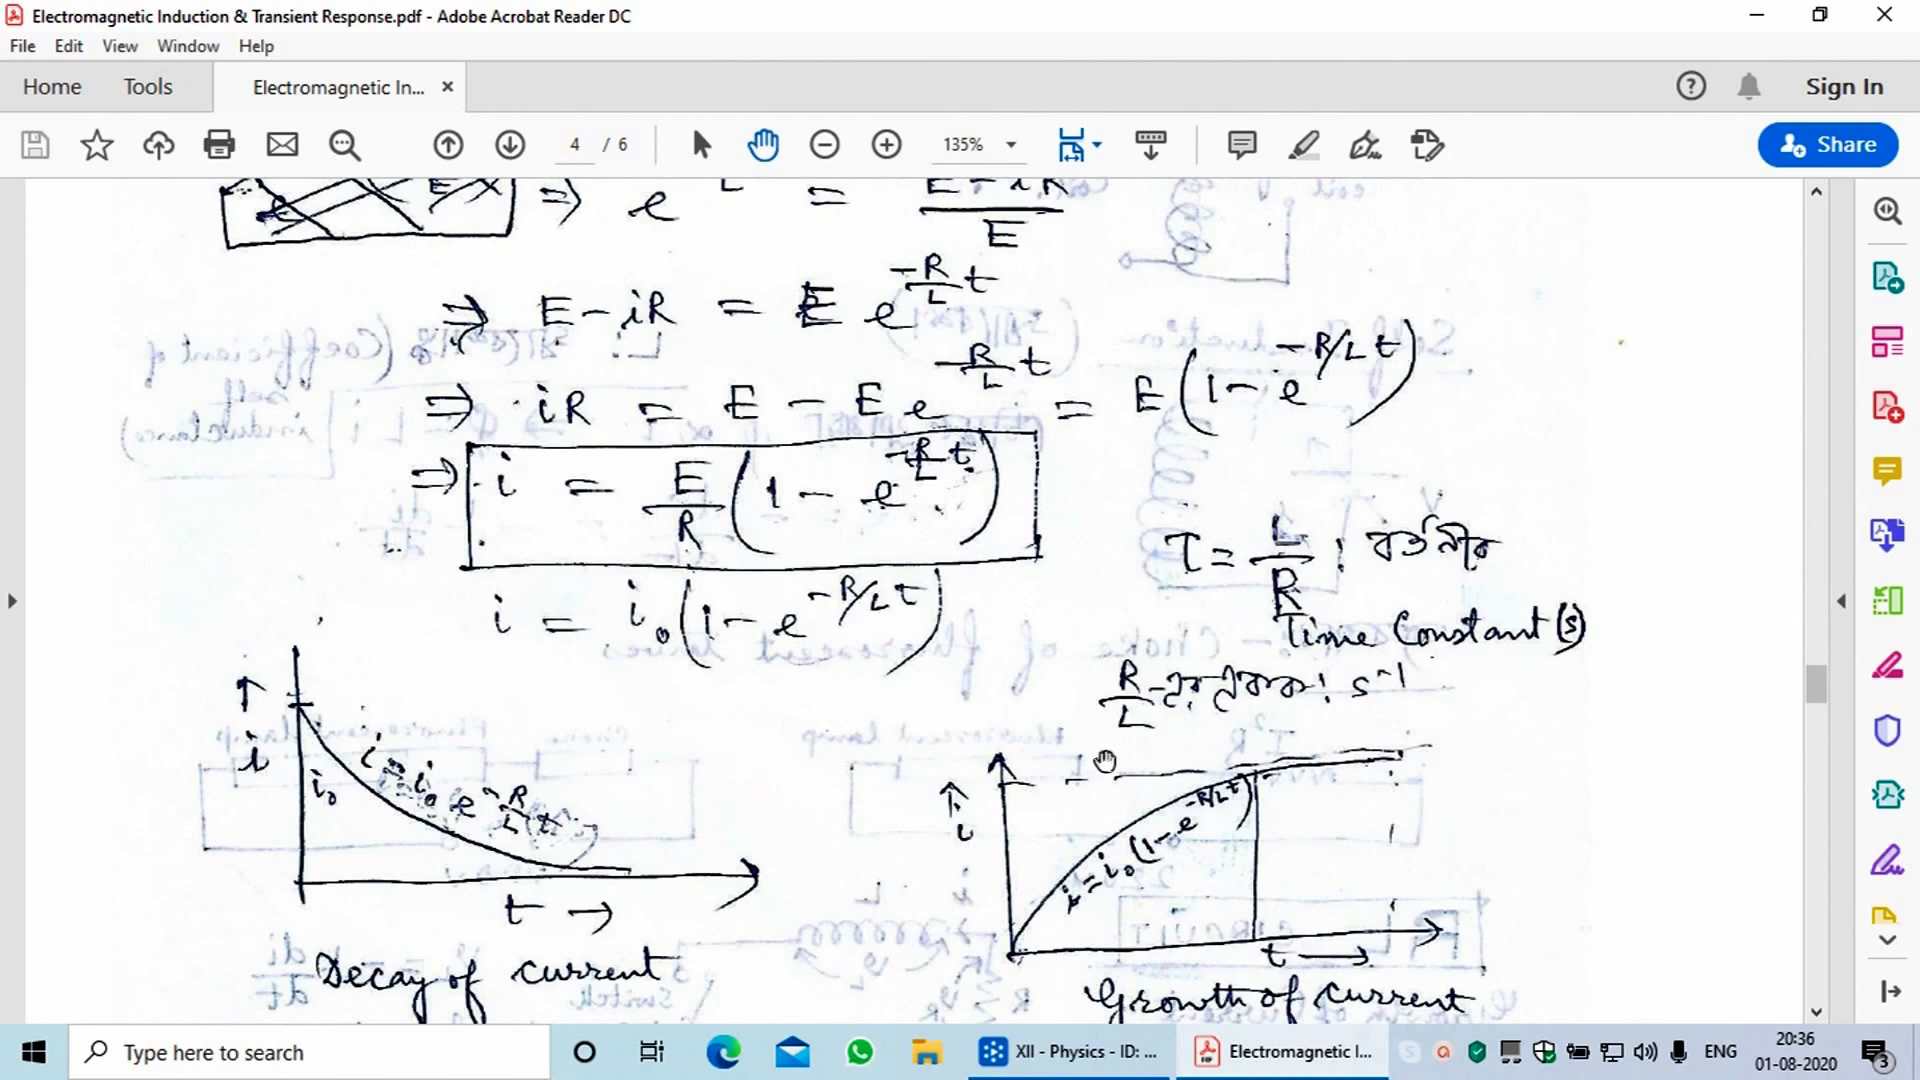 Electromagnetic Induction & Transient Response.pdf - Adobe Acrobat Reader DC
File Edit View Window Help
Home Tools Electromagnetic In... × Sign In
4 / 6 135% Share
⇒ e = E - iR / E
⇒ E - iR = E e^{-R/L t}
⇒ iR = E - E e^{-R/L t} = E(1 - e^{-R/L t})
⇒ i = E/R (1 - e^{-R/L t})
τ = L/R :
i = i₀(1 - e^{-R/L t})
Time Constant (s)
R/L -এর একক : s⁻¹
↑ i
i₀
i = i₀ e^{-R/L t}
t →
Decay of current
↑ i
i = i₀(1 - e^{-R/L t})
t →
Growth of current
Type here to search
XII - Physics - ID: ...
Electromagnetic I...
ENG
20:36
01-08-2020
3